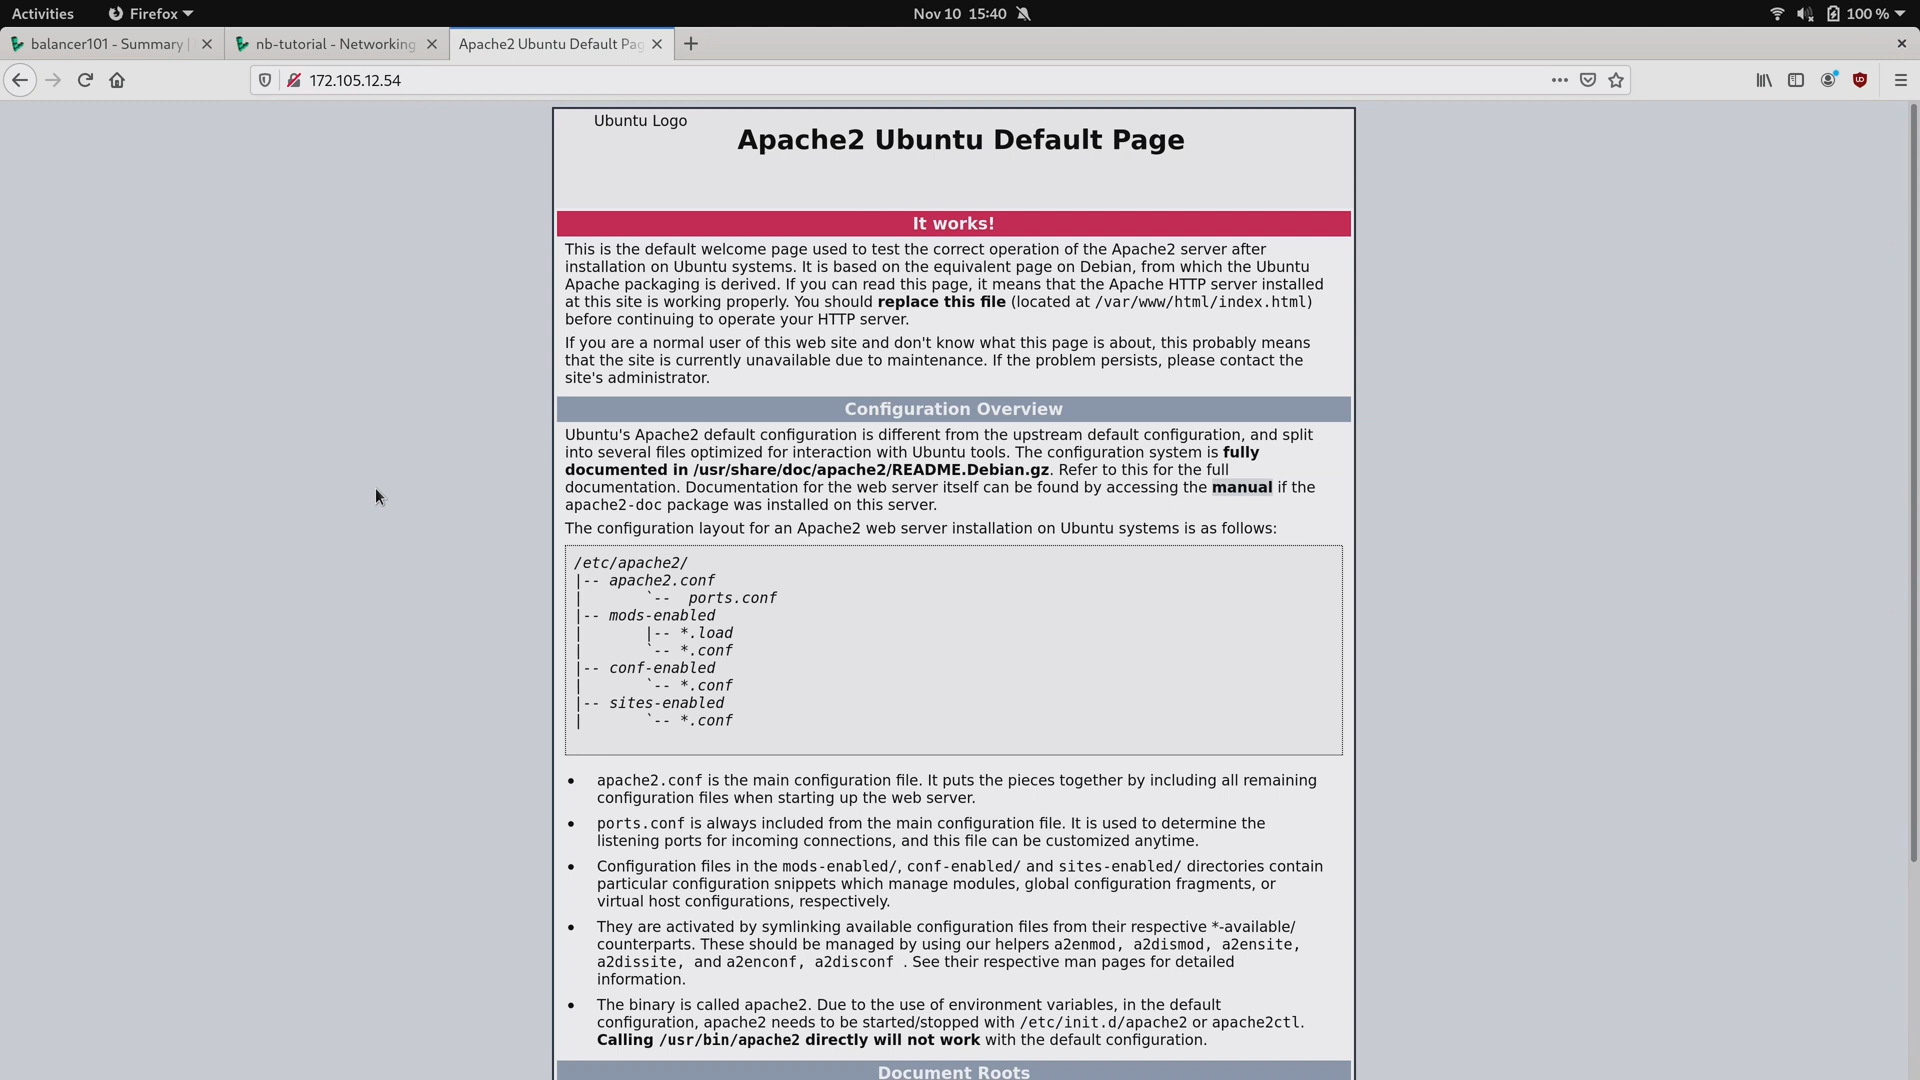 Activities Firefox Nov 10 15:40 100 %
balancer101 - Summary | nb-tutorial - Networking Apache2 Ubuntu Default Pag
172.105.12.54
Ubuntu Logo
Apache2 Ubuntu Default Page
It works!
This is the default welcome page used to test the correct operation of the Apache2 server after
installation on Ubuntu systems. It is based on the equivalent page on Debian, from which the Ubuntu
Apache packaging is derived. If you can read this page, it means that the Apache HTTP server installed
at this site is working properly. You should replace this file (located at /var/www/html/index.html)
before continuing to operate your HTTP server.
If you are a normal user of this web site and don't know what this page is about, this probably means
that the site is currently unavailable due to maintenance. If the problem persists, please contact the
site's administrator.
Configuration Overview
Ubuntu's Apache2 default configuration is different from the upstream default configuration, and split
into several files optimized for interaction with Ubuntu tools. The configuration system is fully
documented in /usr/share/doc/apache2/README.Debian.gz. Refer to this for the full
documentation. Documentation for the web server itself can be found by accessing the manual if the
apache2-doc package was installed on this server.
The configuration layout for an Apache2 web server installation on Ubuntu systems is as follows:
/etc/apache2/
|-- apache2.conf
|       `--  ports.conf
|-- mods-enabled
|       |-- *.load
|       `-- *.conf
|-- conf-enabled
|       `-- *.conf
|-- sites-enabled
|       `-- *.conf
• apache2.conf is the main configuration file. It puts the pieces together by including all remaining
configuration files when starting up the web server.
• ports.conf is always included from the main configuration file. It is used to determine the
listening ports for incoming connections, and this file can be customized anytime.
• Configuration files in the mods-enabled/, conf-enabled/ and sites-enabled/ directories contain
particular configuration snippets which manage modules, global configuration fragments, or
virtual host configurations, respectively.
• They are activated by symlinking available configuration files from their respective *-available/
counterparts. These should be managed by using our helpers a2enmod, a2dismod, a2ensite,
a2dissite, and a2enconf, a2disconf . See their respective man pages for detailed
information.
• The binary is called apache2. Due to the use of environment variables, in the default
configuration, apache2 needs to be started/stopped with /etc/init.d/apache2 or apache2ctl.
Calling /usr/bin/apache2 directly will not work with the default configuration.
Document Roots